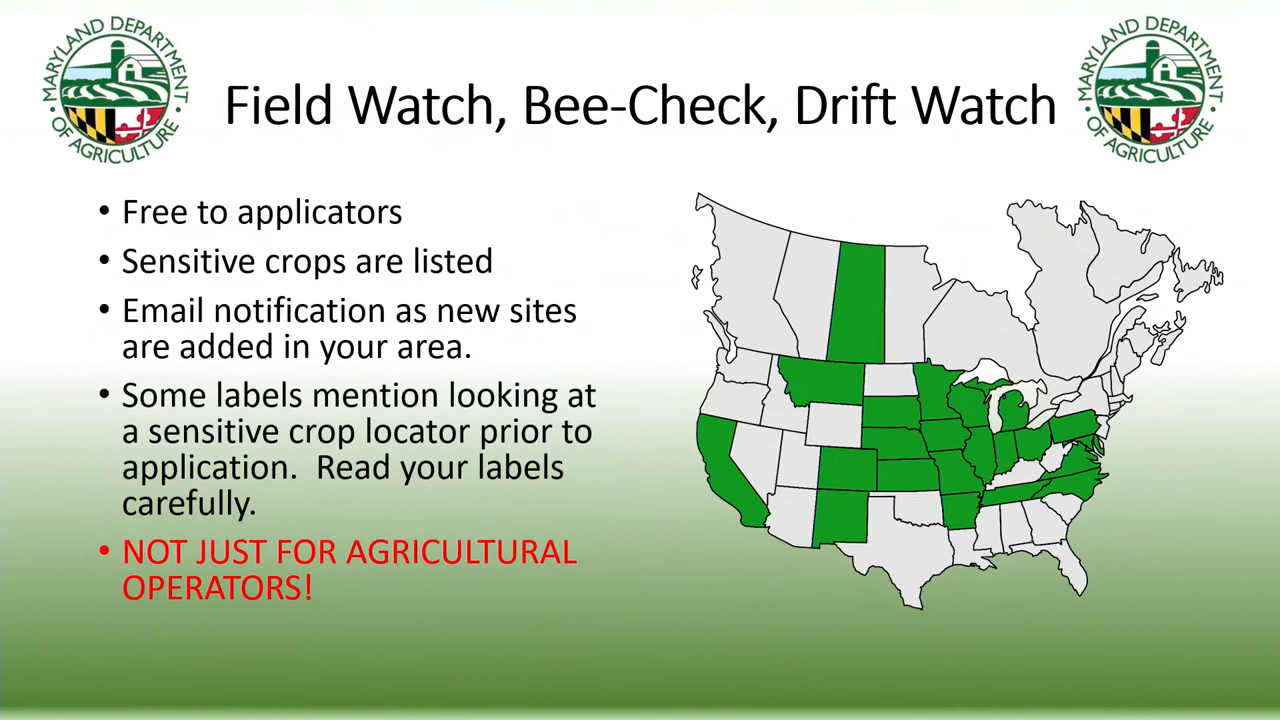 MARYLAND DEPARTMENT
OF AGRICULTURE
Field Watch, Bee-Check, Drift Watch
MARYLAND DEPARTMENT
OF AGRICULTURE
• Free to applicators
• Sensitive crops are listed
• Email notification as new sites
are added in your area.
• Some labels mention looking at
a sensitive crop locator prior to
application.  Read your labels
carefully.
• NOT JUST FOR AGRICULTURAL
OPERATORS!